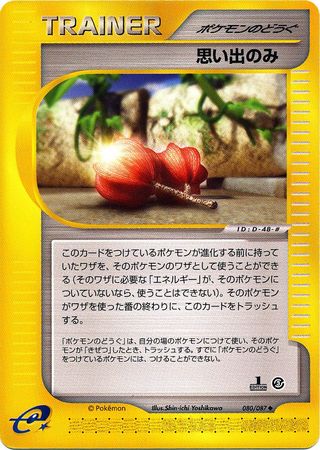 TRAINER
ポケモンのどうぐ
思い出のみ
ID:D-48-#
このカードをつけているポケモンが進化する前に持って
いたワザを、そのポケモンのワザとして使うことができ
る（そのワザに必要な「エネルギー」が、そのポケモンに
ついていないなら、使うことはできない）。そのポケモン
がワザを使った番の終わりに、このカードをトラッシュ
する。
「ポケモンのどうぐ」は、自分の場のポケモンにつけて使い、そのポケモ
ンが「きぜつ」したとき、トラッシュする。すでに「ポケモンのどうぐ」が
ついているポケモンには、つけることができない。
1
EDITION
e
© Pokémon
Illus.Shin-ichi Yoshikawa
080/087 ◆